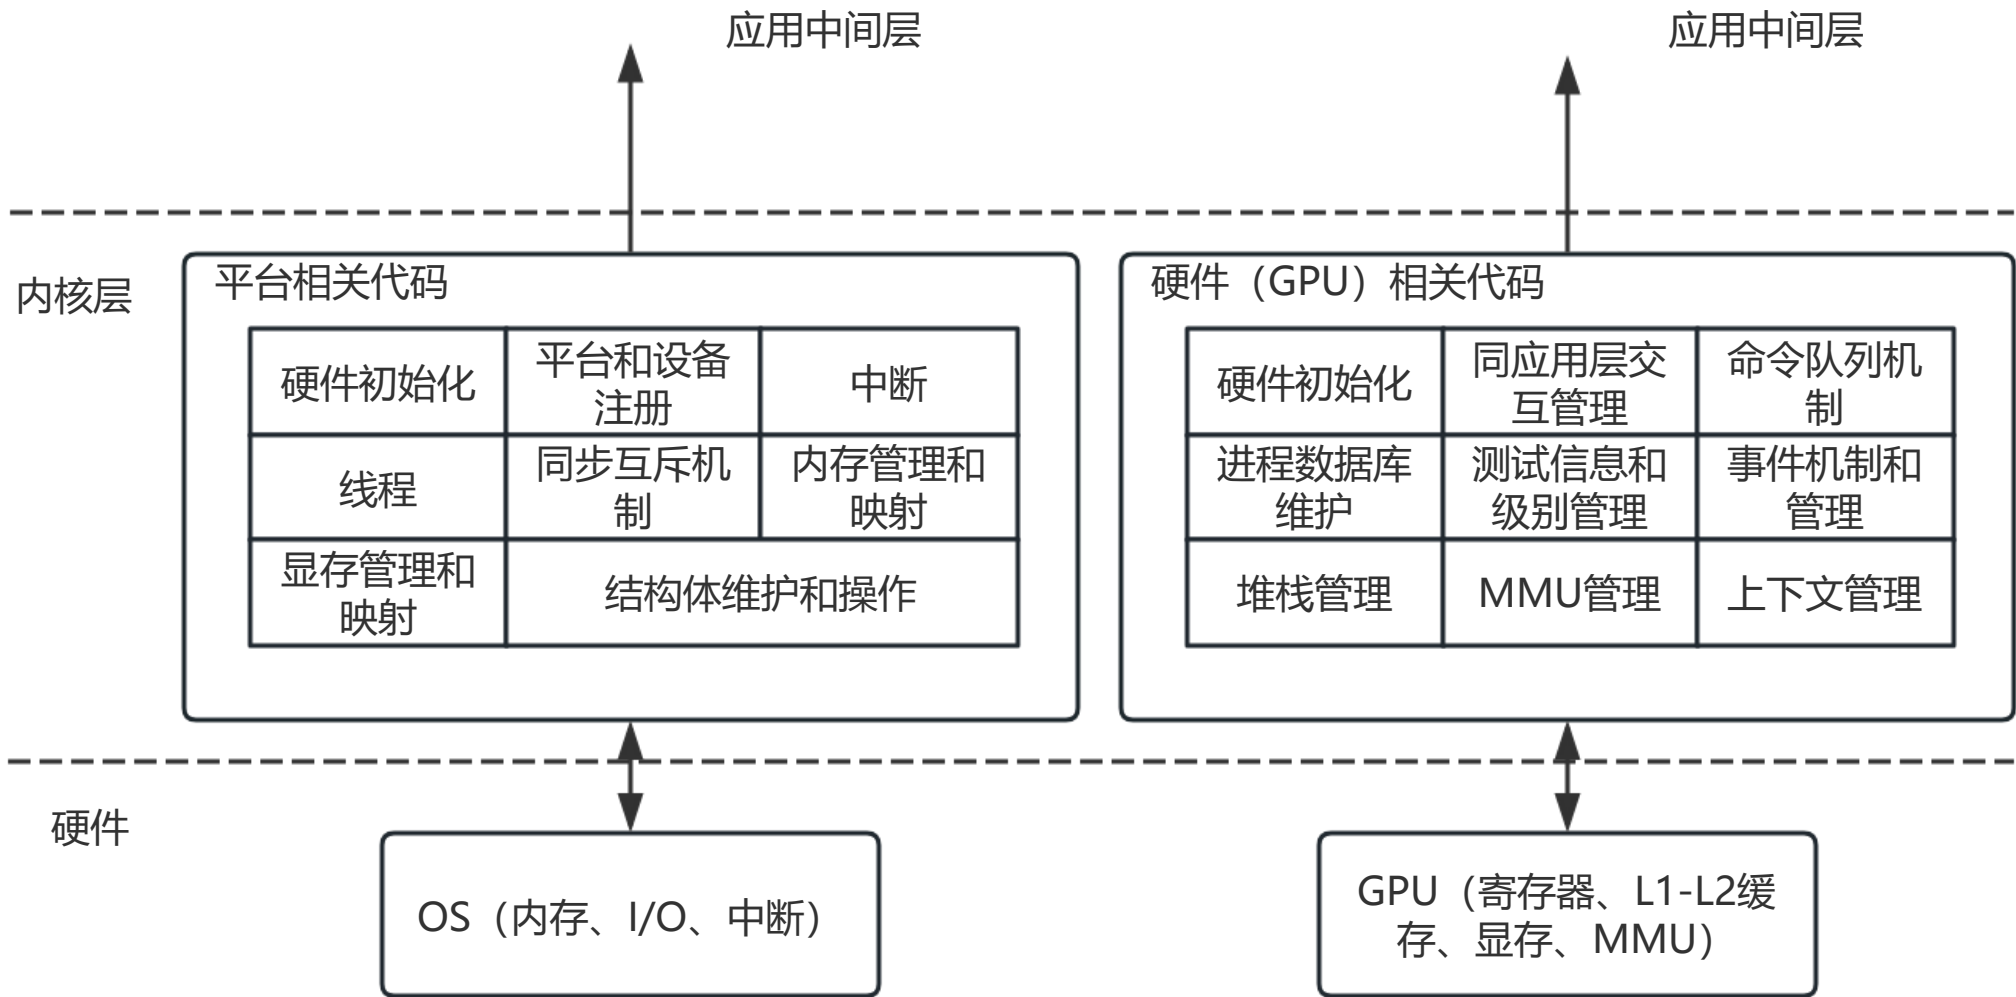 应用中间层
应用中间层
内核层
平台相关代码
硬件初始化
平台和设备
注册
中断
线程
同步互斥机
制
内存管理和
映射
显存管理和
映射
结构体维护和操作
硬件（GPU）相关代码
硬件初始化
同应用层交
互管理
命令队列机
制
进程数据库
维护
测试信息和
级别管理
事件机制和
管理
堆栈管理
MMU管理
上下文管理
硬件
OS（内存、I/O、中断）
GPU（寄存器、L1-L2缓
存、显存、MMU）